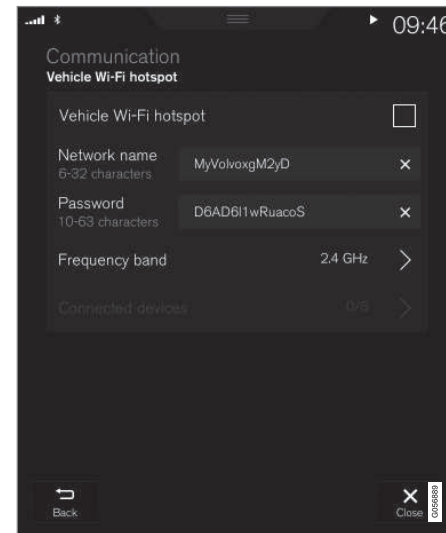 09:46
Communication
Vehicle Wi-Fi hotspot
Vehicle Wi-Fi hotspot
Network name
6-32 characters
MyVolvoxgM2yD
Password
10-63 characters
D6AD6l1wRuacoS
Frequency band
2.4 GHz
Connected devices
0/6
Back
Close
G056889